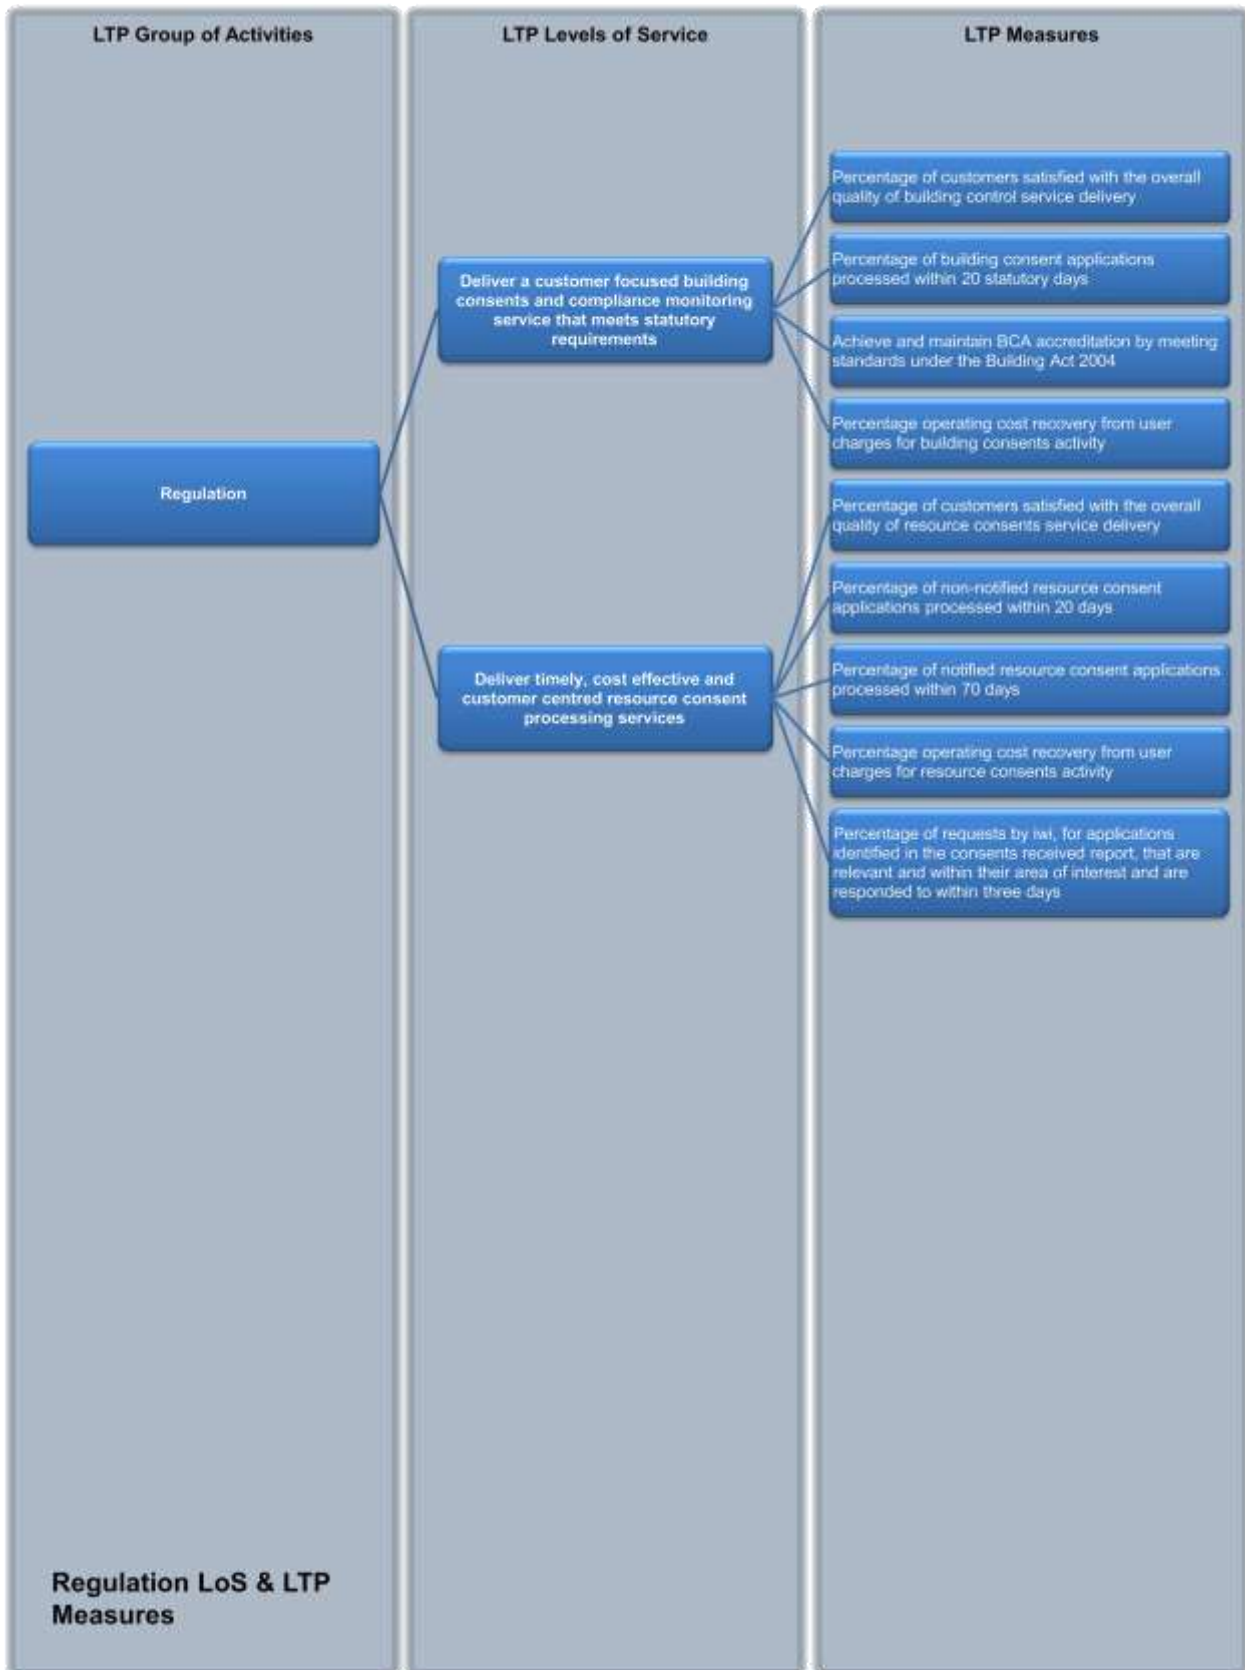 LTP Group of Activities
LTP Levels of Service
LTP Measures
Regulation
Deliver a customer focused building
consents and compliance monitoring
service that meets statutory
requirements
Deliver timely, cost effective and
customer centred resource consent
processing services
Percentage of customers satisfied with the overall
quality of building control service delivery
Percentage of building consent applications
processed within 20 statutory days
Achieve and maintain BCA accreditation by meeting
standards under the Building Act 2004
Percentage operating cost recovery from user
charges for building consents activity
Percentage of customers satisfied with the overall
quality of resource consents service delivery
Percentage of non-notified resource consent
applications processed within 20 days
Percentage of notified resource consent applications
processed within 70 days
Percentage operating cost recovery from user
charges for resource consents activity
Percentage of requests by iwi, for applications
identified in the consents received report, that are
relevant and within their area of interest and are
responded to within three days
Regulation LoS & LTP
Measures